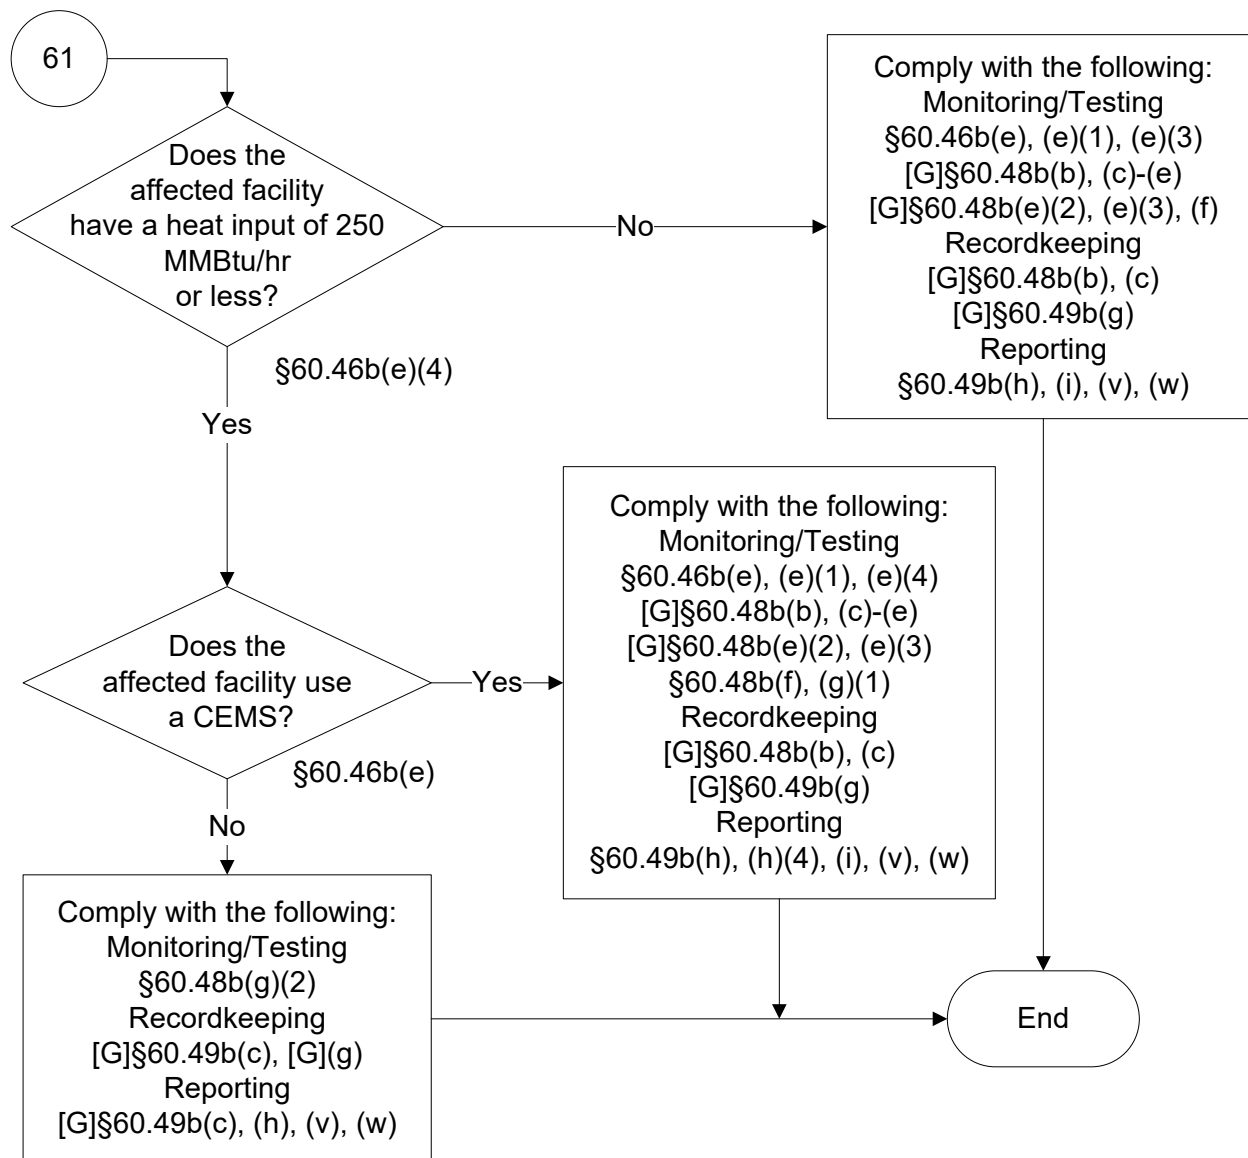 61
Does the
affected facility
have a heat input of 250
MMBtu/hr
or less?
§60.46b(e)(4)
No
Comply with the following:
Monitoring/Testing
§60.46b(e), (e)(1), (e)(3)
[G]§60.48b(b), (c)-(e)
[G]§60.48b(e)(2), (e)(3), (f)
Recordkeeping
[G]§60.48b(b), (c)
[G]§60.49b(g)
Reporting
§60.49b(h), (i), (v), (w)
Yes
Does the
affected facility use
a CEMS?
§60.46b(e)
Yes
Comply with the following:
Monitoring/Testing
§60.46b(e), (e)(1), (e)(4)
[G]§60.48b(b), (c)-(e)
[G]§60.48b(e)(2), (e)(3)
§60.48b(f), (g)(1)
Recordkeeping
[G]§60.48b(b), (c)
[G]§60.49b(g)
Reporting
§60.49b(h), (h)(4), (i), (v), (w)
No
Comply with the following:
Monitoring/Testing
§60.48b(g)(2)
Recordkeeping
[G]§60.49b(c), [G](g)
Reporting
[G]§60.49b(c), (h), (v), (w)
End